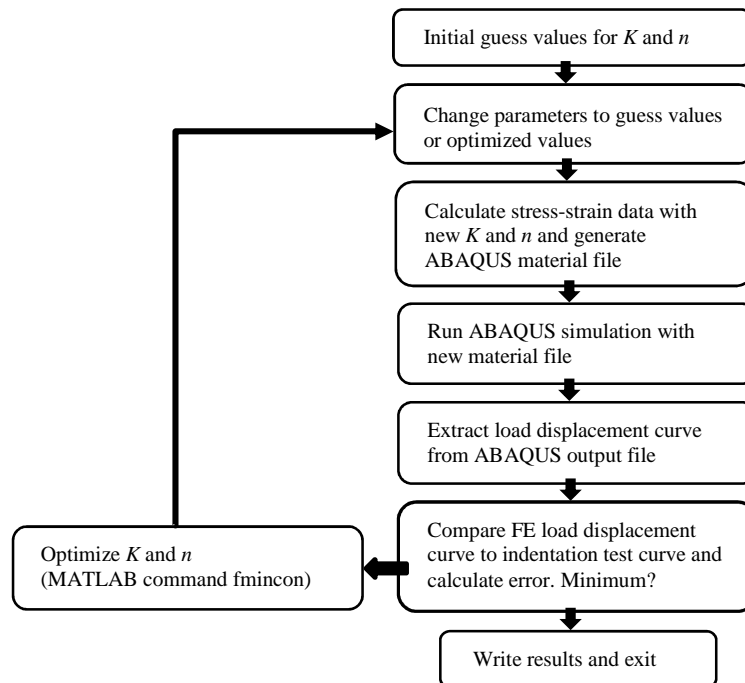 Initial guess values for K and n
Change parameters to guess values
or optimized values
Calculate stress-strain data with
new K and n and generate
ABAQUS material file
Run ABAQUS simulation with
new material file
Extract load displacement curve
from ABAQUS output file
Compare FE load displacement
curve to indentation test curve and
calculate error. Minimum?
Optimize K and n
(MATLAB command fmincon)
Write results and exit